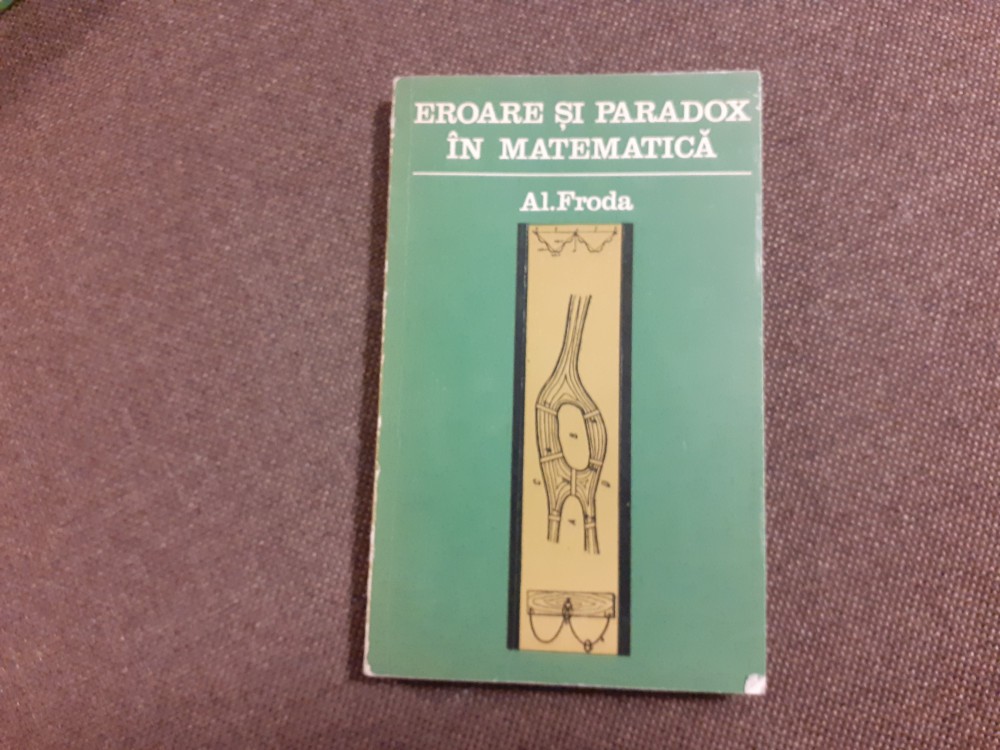 EROARE ȘI PARADOX
ÎN MATEMATICĂ
Al.Froda